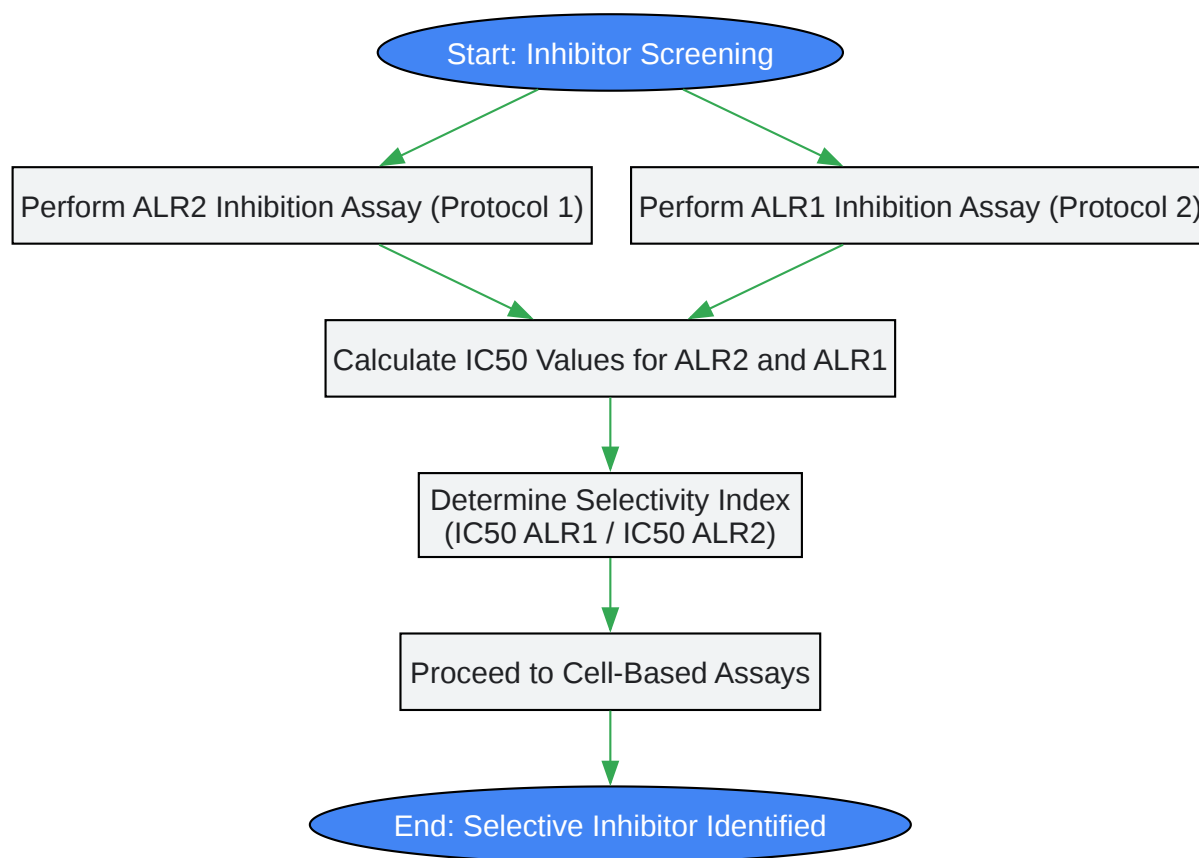 Start: Inhibitor Screening
Perform ALR2 Inhibition Assay (Protocol 1)
Perform ALR1 Inhibition Assay (Protocol 2)
Calculate IC50 Values for ALR2 and ALR1
Determine Selectivity Index
(IC50 ALR1 / IC50 ALR2)
Proceed to Cell-Based Assays
End: Selective Inhibitor Identified